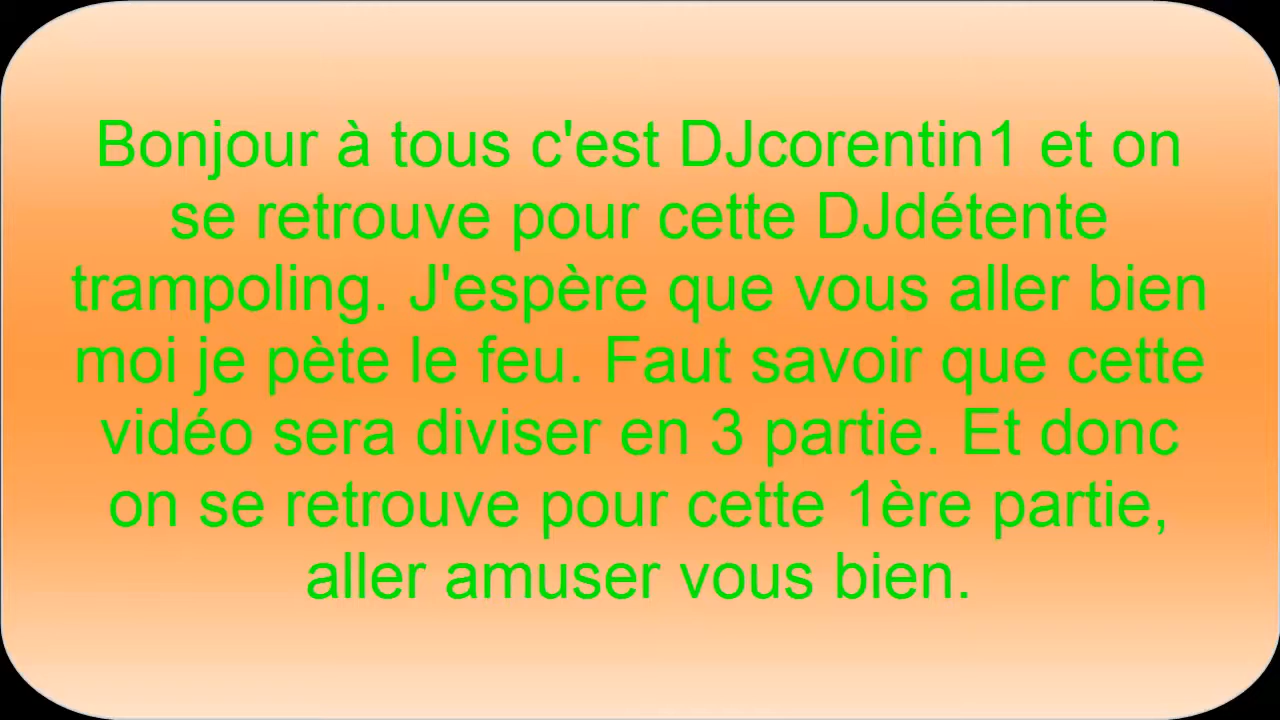 Bonjour à tous c'est DJcorentin1 et on
se retrouve pour cette DJdétente
trampoling. J'espère que vous aller bien
moi je pète le feu. Faut savoir que cette
vidéo sera diviser en 3 partie. Et donc
on se retrouve pour cette 1ère partie,
aller amuser vous bien.